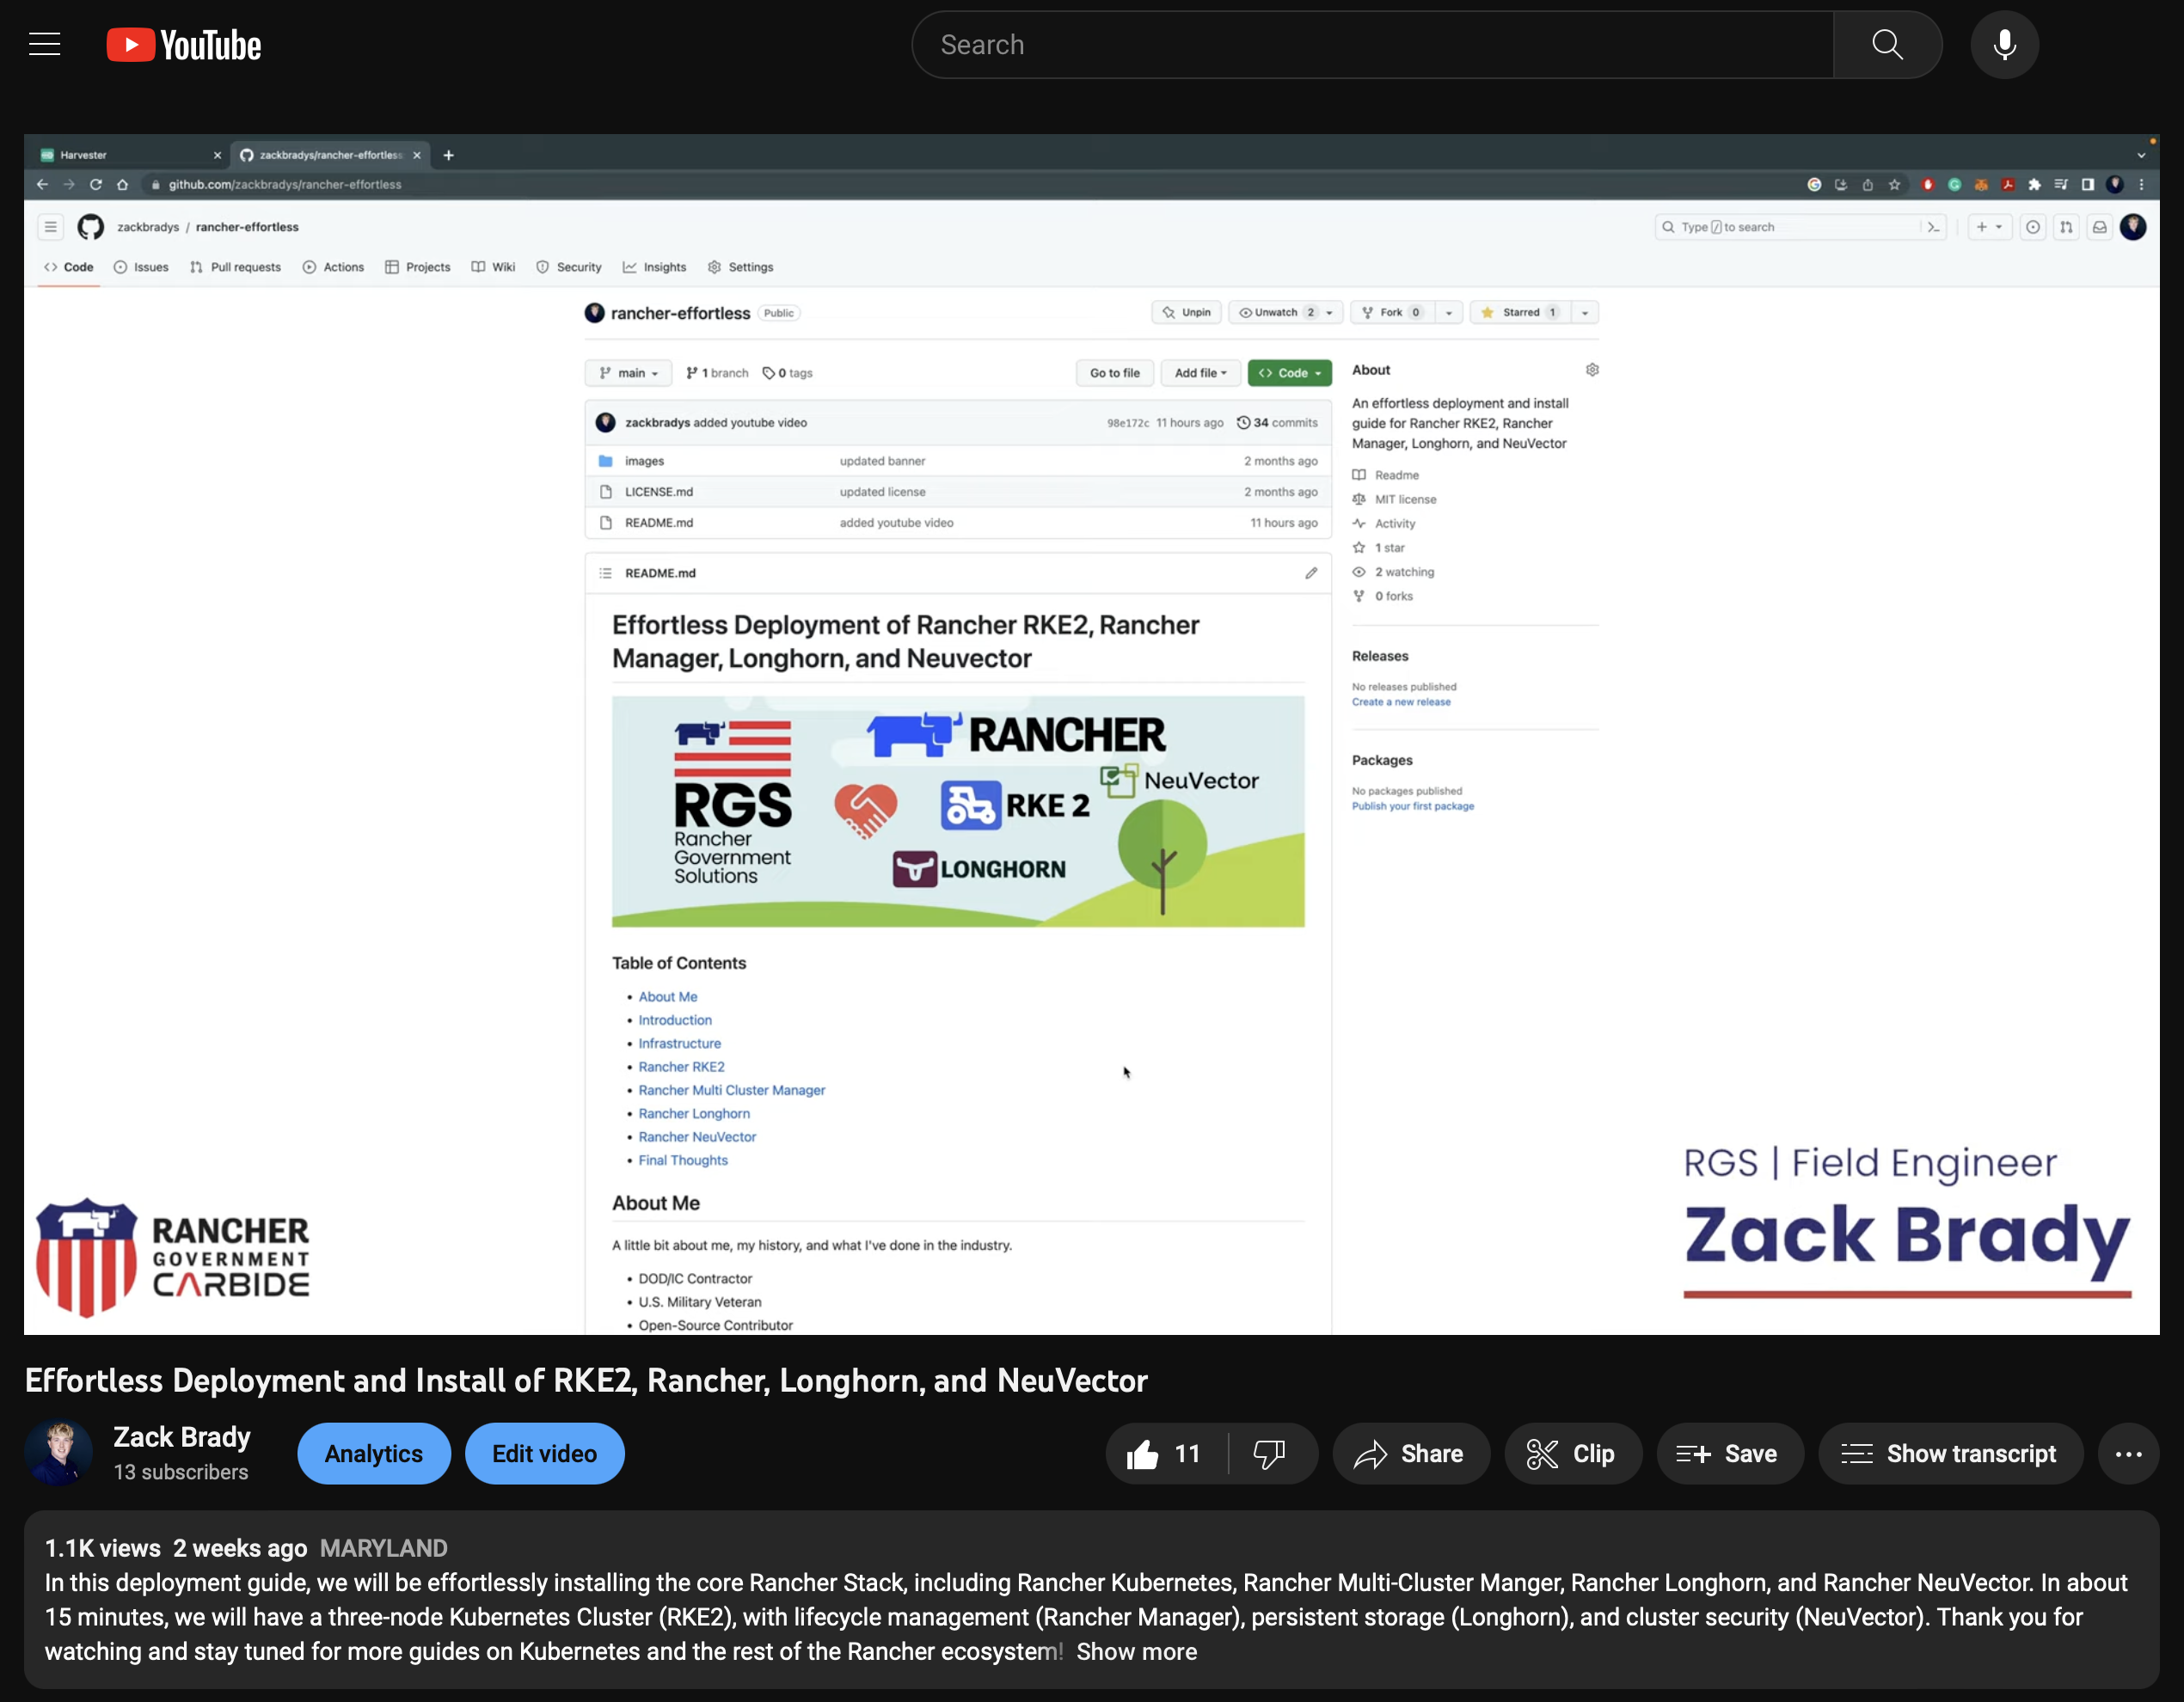 YouTube
Search
Harvester
zackbradys/rancher-effortless
github.com/zackbradys/rancher-effortless
zackbradys / rancher-effortless
Type / to search
Code Issues Pull requests Actions Projects Wiki Security Insights Settings
rancher-effortless Public
Unpin Unwatch 2 Fork 0 Starred 1
main 1 branch 0 tags
Go to file Add file Code
zackbradys added youtube video 98e172c 11 hours ago 34 commits
images updated banner 2 months ago
LICENSE.md updated license 2 months ago
README.md added youtube video 11 hours ago
About
An effortless deployment and install
guide for Rancher RKE2, Rancher
Manager, Longhorn, and NeuVector
Readme
MIT license
Activity
1 star
2 watching
0 forks
Releases
No releases published
Create a new release
Packages
No packages published
Publish your first package
README.md
Effortless Deployment of Rancher RKE2, Rancher
Manager, Longhorn, and Neuvector
RGS
Rancher
Government
Solutions
RANCHER
NeuVector
RKE 2
LONGHORN
Table of Contents
• About Me
• Introduction
• Infrastructure
• Rancher RKE2
• Rancher Multi Cluster Manager
• Rancher Longhorn
• Rancher NeuVector
• Final Thoughts
About Me
A little bit about me, my history, and what I've done in the industry.
• DOD/IC Contractor
• U.S. Military Veteran
• Open-Source Contributor
RANCHER
GOVERNMENT
CARBIDE
RGS | Field Engineer
Zack Brady
Effortless Deployment and Install of RKE2, Rancher, Longhorn, and NeuVector
Zack Brady
13 subscribers
Analytics Edit video
11 Share Clip Save Show transcript
1.1K views 2 weeks ago MARYLAND
In this deployment guide, we will be effortlessly installing the core Rancher Stack, including Rancher Kubernetes, Rancher Multi-Cluster Manger, Rancher Longhorn, and Rancher NeuVector. In about
15 minutes, we will have a three-node Kubernetes Cluster (RKE2), with lifecycle management (Rancher Manager), persistent storage (Longhorn), and cluster security (NeuVector). Thank you for
watching and stay tuned for more guides on Kubernetes and the rest of the Rancher ecosystem! Show more